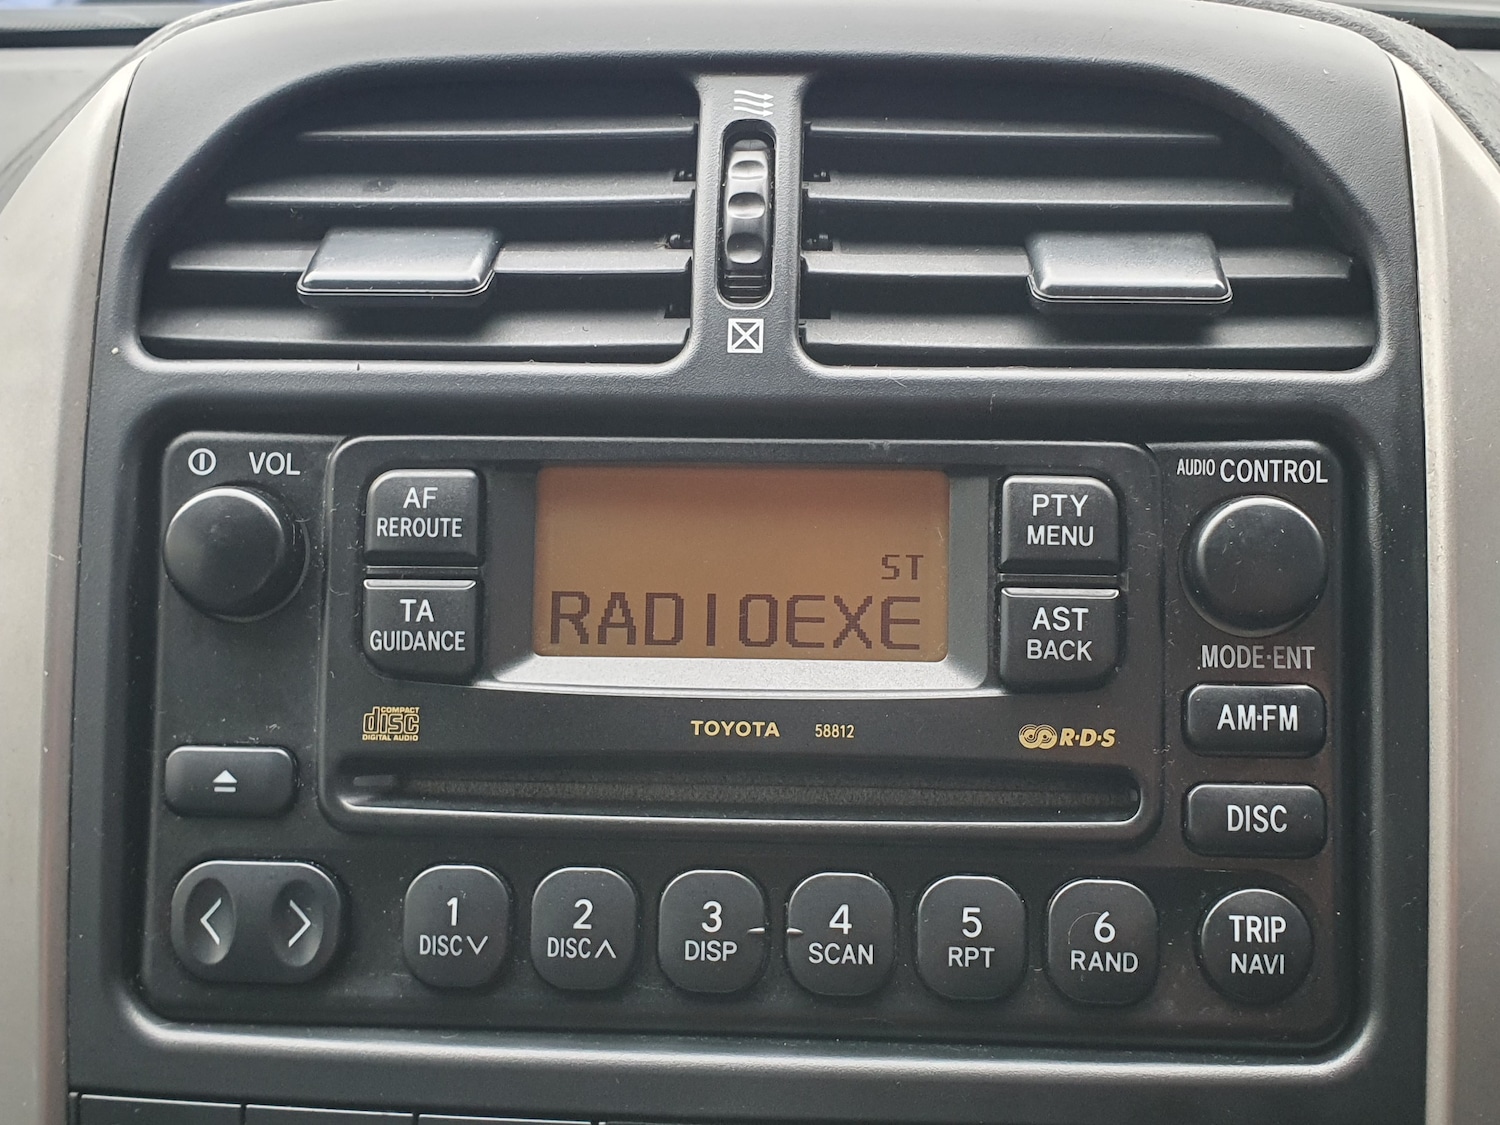 VOL
AUDIO CONTROL
AF
REROUTE
ST
RADIOEXE
PTY
MENU
TA
GUIDANCE
AST
BACK
MODE·ENT
COMPACT
disc
DIGITAL AUDIO
TOYOTA 58812
R·D·S
AM·FM
DISC
1
DISC
2
DISC
3
DISP
4
SCAN
5
RPT
6
RAND
TRIP
NAVI